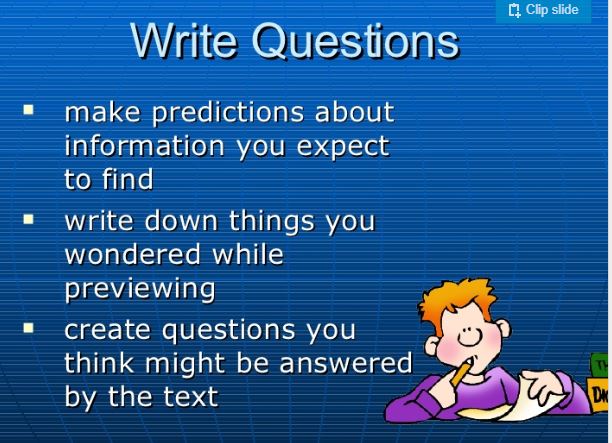 Clip slide
Write Questions
make predictions about
information you expect
to find
write down things you
wondered while
previewing
create questions you
think might be answered
by the text